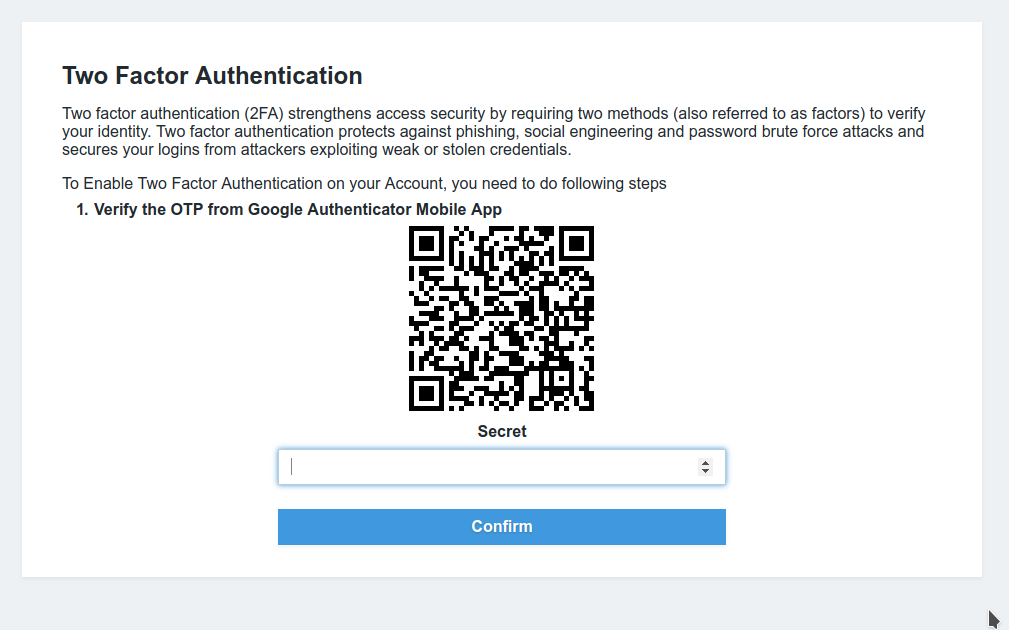 Two Factor Authentication
Two factor authentication (2FA) strengthens access security by requiring two methods (also referred to as factors) to verify
your identity. Two factor authentication protects against phishing, social engineering and password brute force attacks and
secures your logins from attackers exploiting weak or stolen credentials.
To Enable Two Factor Authentication on your Account, you need to do following steps
1. Verify the OTP from Google Authenticator Mobile App
Secret
Confirm